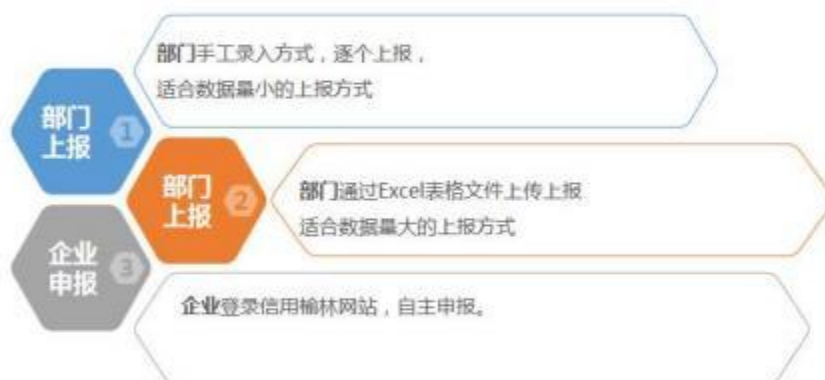 部门手工录入方式，逐个上报，
适合数据量小的上报方式
部门
上报
1
部门
上报
2
部门通过Excel表格文件上传上报
适合数据量大的上报方式
企业
申报
3
企业登录信用榆林网站，自主申报。